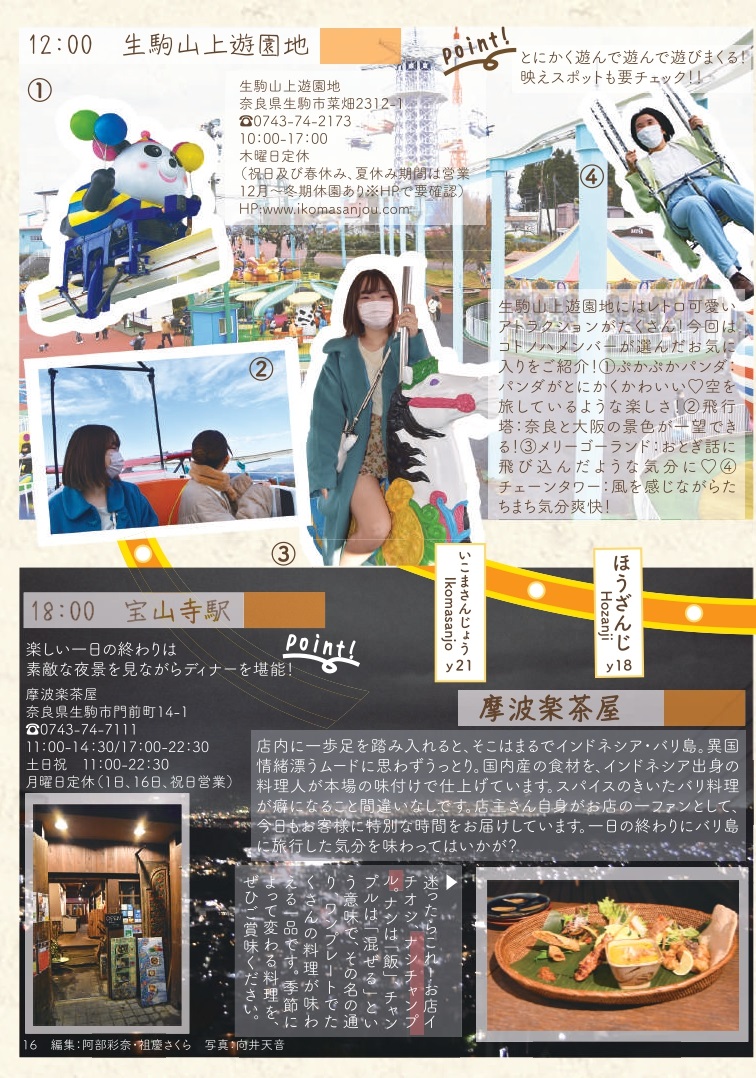 12:00　生駒山上遊園地
point!
とにかく遊んで遊んで遊びまくる!
映えスポットも要チェック!!
①
生駒山上遊園地
奈良県生駒市菜畑2312-1
☎0743-74-2173
10:00-17:00
木曜日定休
(祝日及び春休み、夏休み期間は営業
12月〜冬期休園あり※HPで要確認)
HP:www.ikomasanjou.com
④
②
③
生駒山上遊園地にはレトロ可愛い
アトラクションがたくさん!今回は
コトノハメンバーが選んだお気に
入りをご紹介!①ぷかぷかパンダ:
パンダがとにかくかわいい♡空を
旅しているような楽しさ!②飛行
塔:奈良と大阪の景色が一望でき
る!③メリーゴーランド:おとぎ話に
飛び込んだような気分に♡④
チェーンタワー:風を感じながらた
ちまち気分爽快!
いこまさんじょう
Ikomasanjo
y21
ほうざんじ
Hozanji
y18
18:00　宝山寺駅
point!
楽しい一日の終わりは
素敵な夜景を見ながらディナーを堪能!
摩波楽茶屋
奈良県生駒市門前町14-1
☎0743-74-7111
11:00-14:30/17:00-22:30
土日祝　11:00-22:30
月曜日定休(1日、16日、祝日営業)
摩波楽茶屋
店内に一歩足を踏み入れると、そこはまるでインドネシア・バリ島。異国
情緒漂うムードに思わずうっとり。国内産の食材を、インドネシア出身の
料理人が本場の味付けで仕上げています。スパイスのきいたバリ料理
が癖になること間違いなしです。店主さん自身がお店の一ファンとして、
今日もお客様に特別な時間をお届けしています。一日の終わりにバリ島
に旅行した気分を味わってはいかが?
迷ったらこれ!お店イ
チオシ、ナシチャンプ
ル。ナシは「飯」、チャン
プルは「混ぜる」とい
う意味で、その名の通
り、ワンプレートでた
くさんの料理が味わ
える一品です。季節に
よって変わる料理を、
ぜひご賞味ください。
16　編集:阿部彩奈・祖慶さくら　写真:向井天音